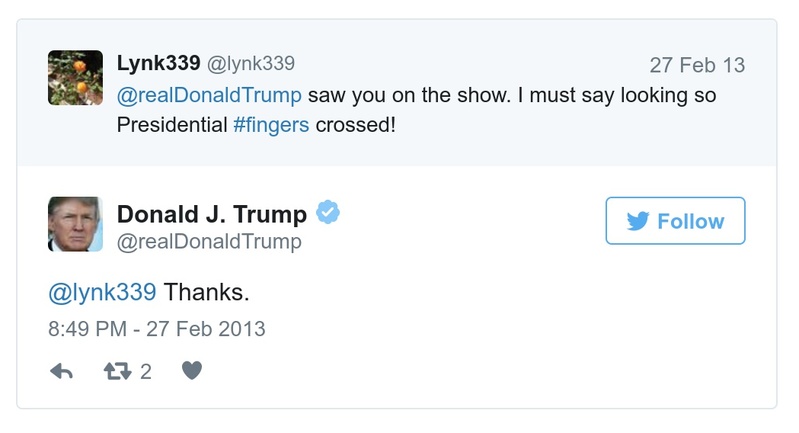 Lynk339 @lynk339 27 Feb 13
@realDonaldTrump saw you on the show. I must say looking so
Presidential #fingers crossed!
Donald J. Trump
@realDonaldTrump
Follow
@lynk339 Thanks.
8:49 PM - 27 Feb 2013
2